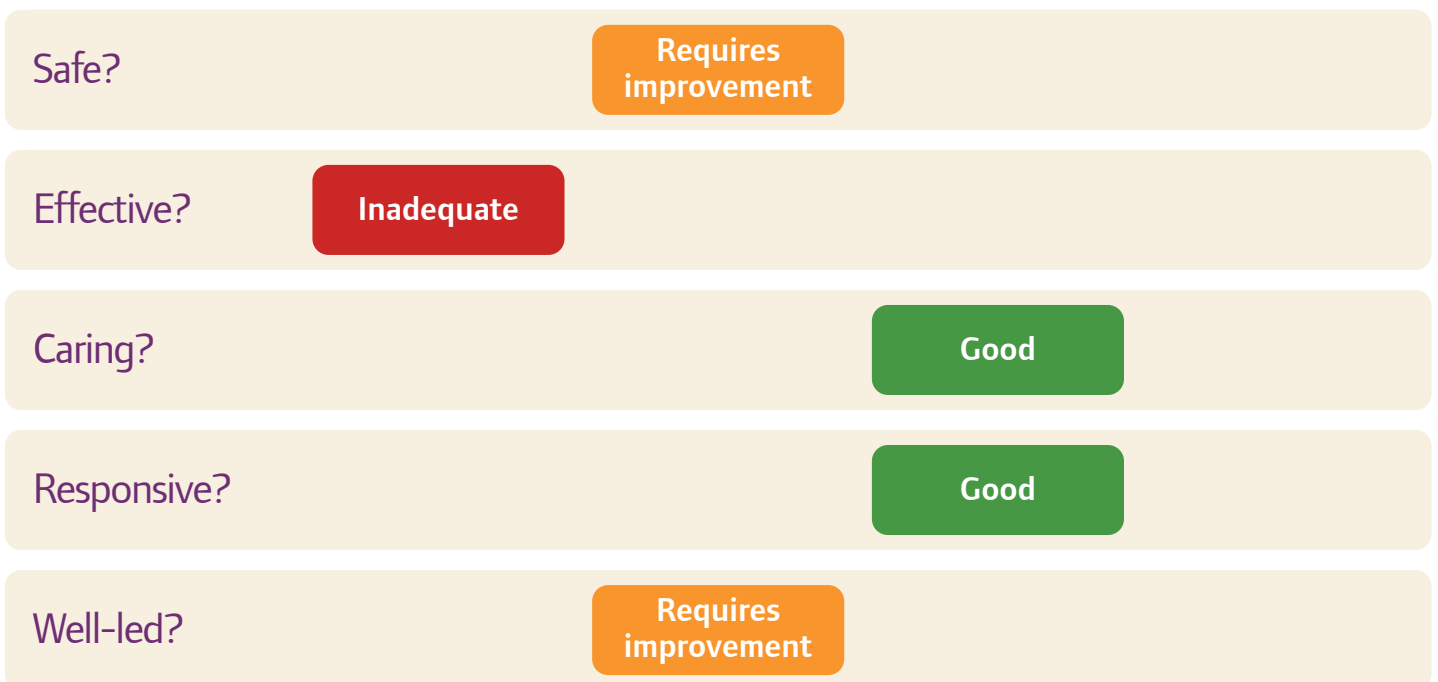 Safe?
Requires
improvement
Effective?
Inadequate
Caring?
Good
Responsive?
Good
Well-led?
Requires
improvement